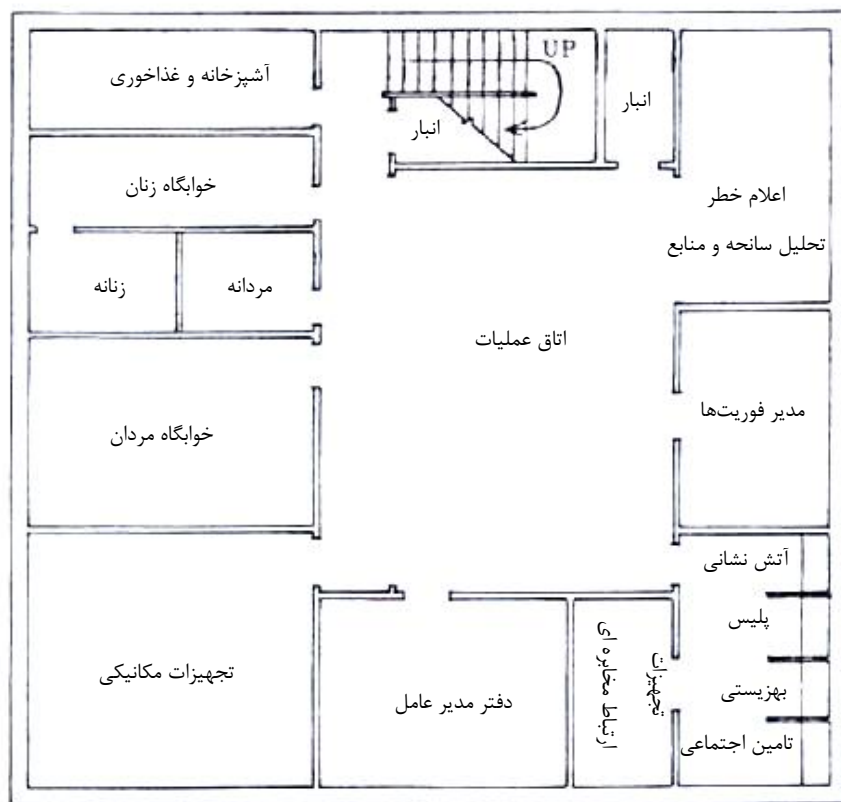 آشپزخانه و غذاخوری
UP
انبار
انبار
خوابگاه زنان
اعلام خطر
تحلیل سانحه و منابع
زنانه
مردانه
اتاق عملیات
خوابگاه مردان
مدیر فوریت‌ها
آتش نشانی
پلیس
بهزیستی
تامین اجتماعی
تجهیزات
ارتباط مخابره ای
دفتر مدیر عامل
تجهیزات مکانیکی